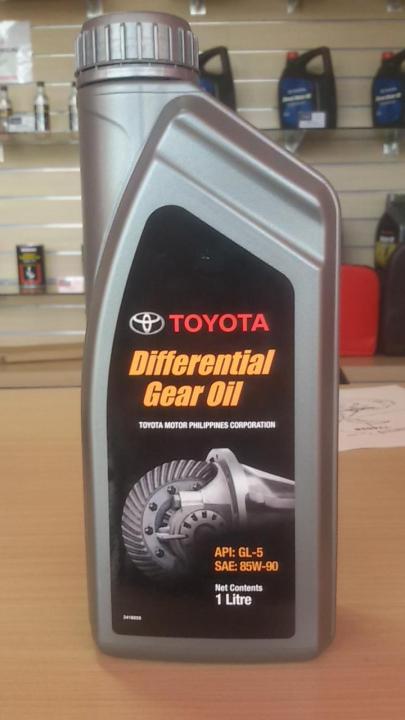 TOYOTA
Differential
Gear Oil
TOYOTA MOTOR PHILIPPINES CORPORATION
API: GL-5
SAE: 85W-90
Net Contents
1 Litre